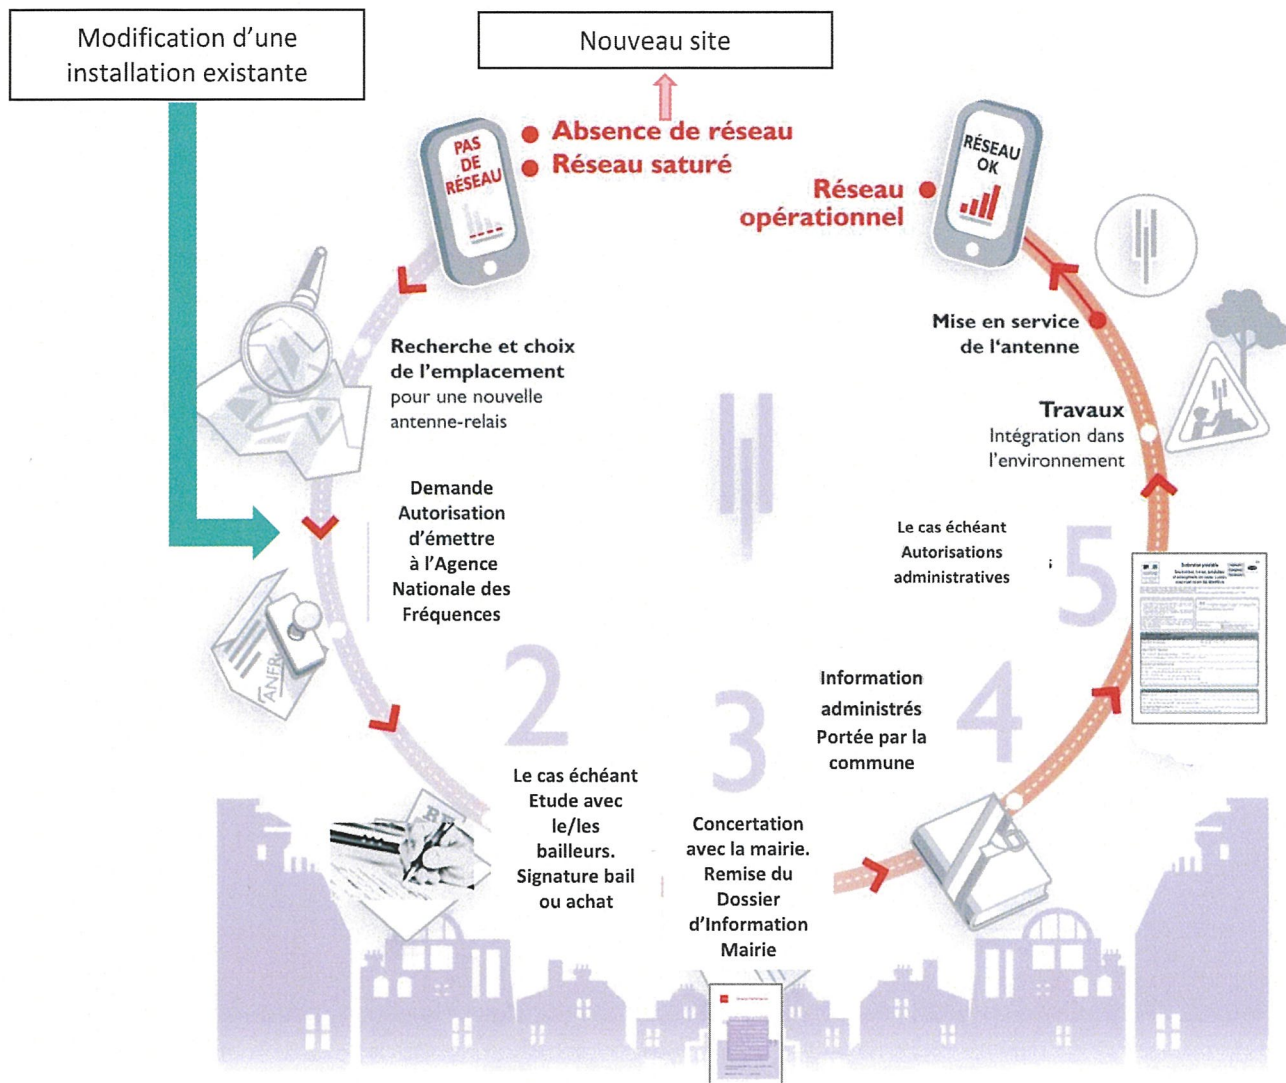 Modification d’une
installation existante
Nouveau site
Absence de réseau
Réseau saturé
PAS
DE
RÉSEAU
RÉSEAU
OK
Réseau
opérationnel
Recherche et choix
de l’emplacement
pour une nouvelle
antenne-relais
Demande
Autorisation
d’émettre
à l’Agence
Nationale des
Fréquences
ANFR
2
Le cas échéant
Etude avec
le/les
bailleurs.
Signature bail
ou achat
3
Concertation
avec la mairie.
Remise du
Dossier
d’Information
Mairie
4
Information
administrés
Portée par la
commune
5
Le cas échéant
Autorisations
administratives
Travaux
Intégration dans
l’environnement
Mise en service
de l‘antenne